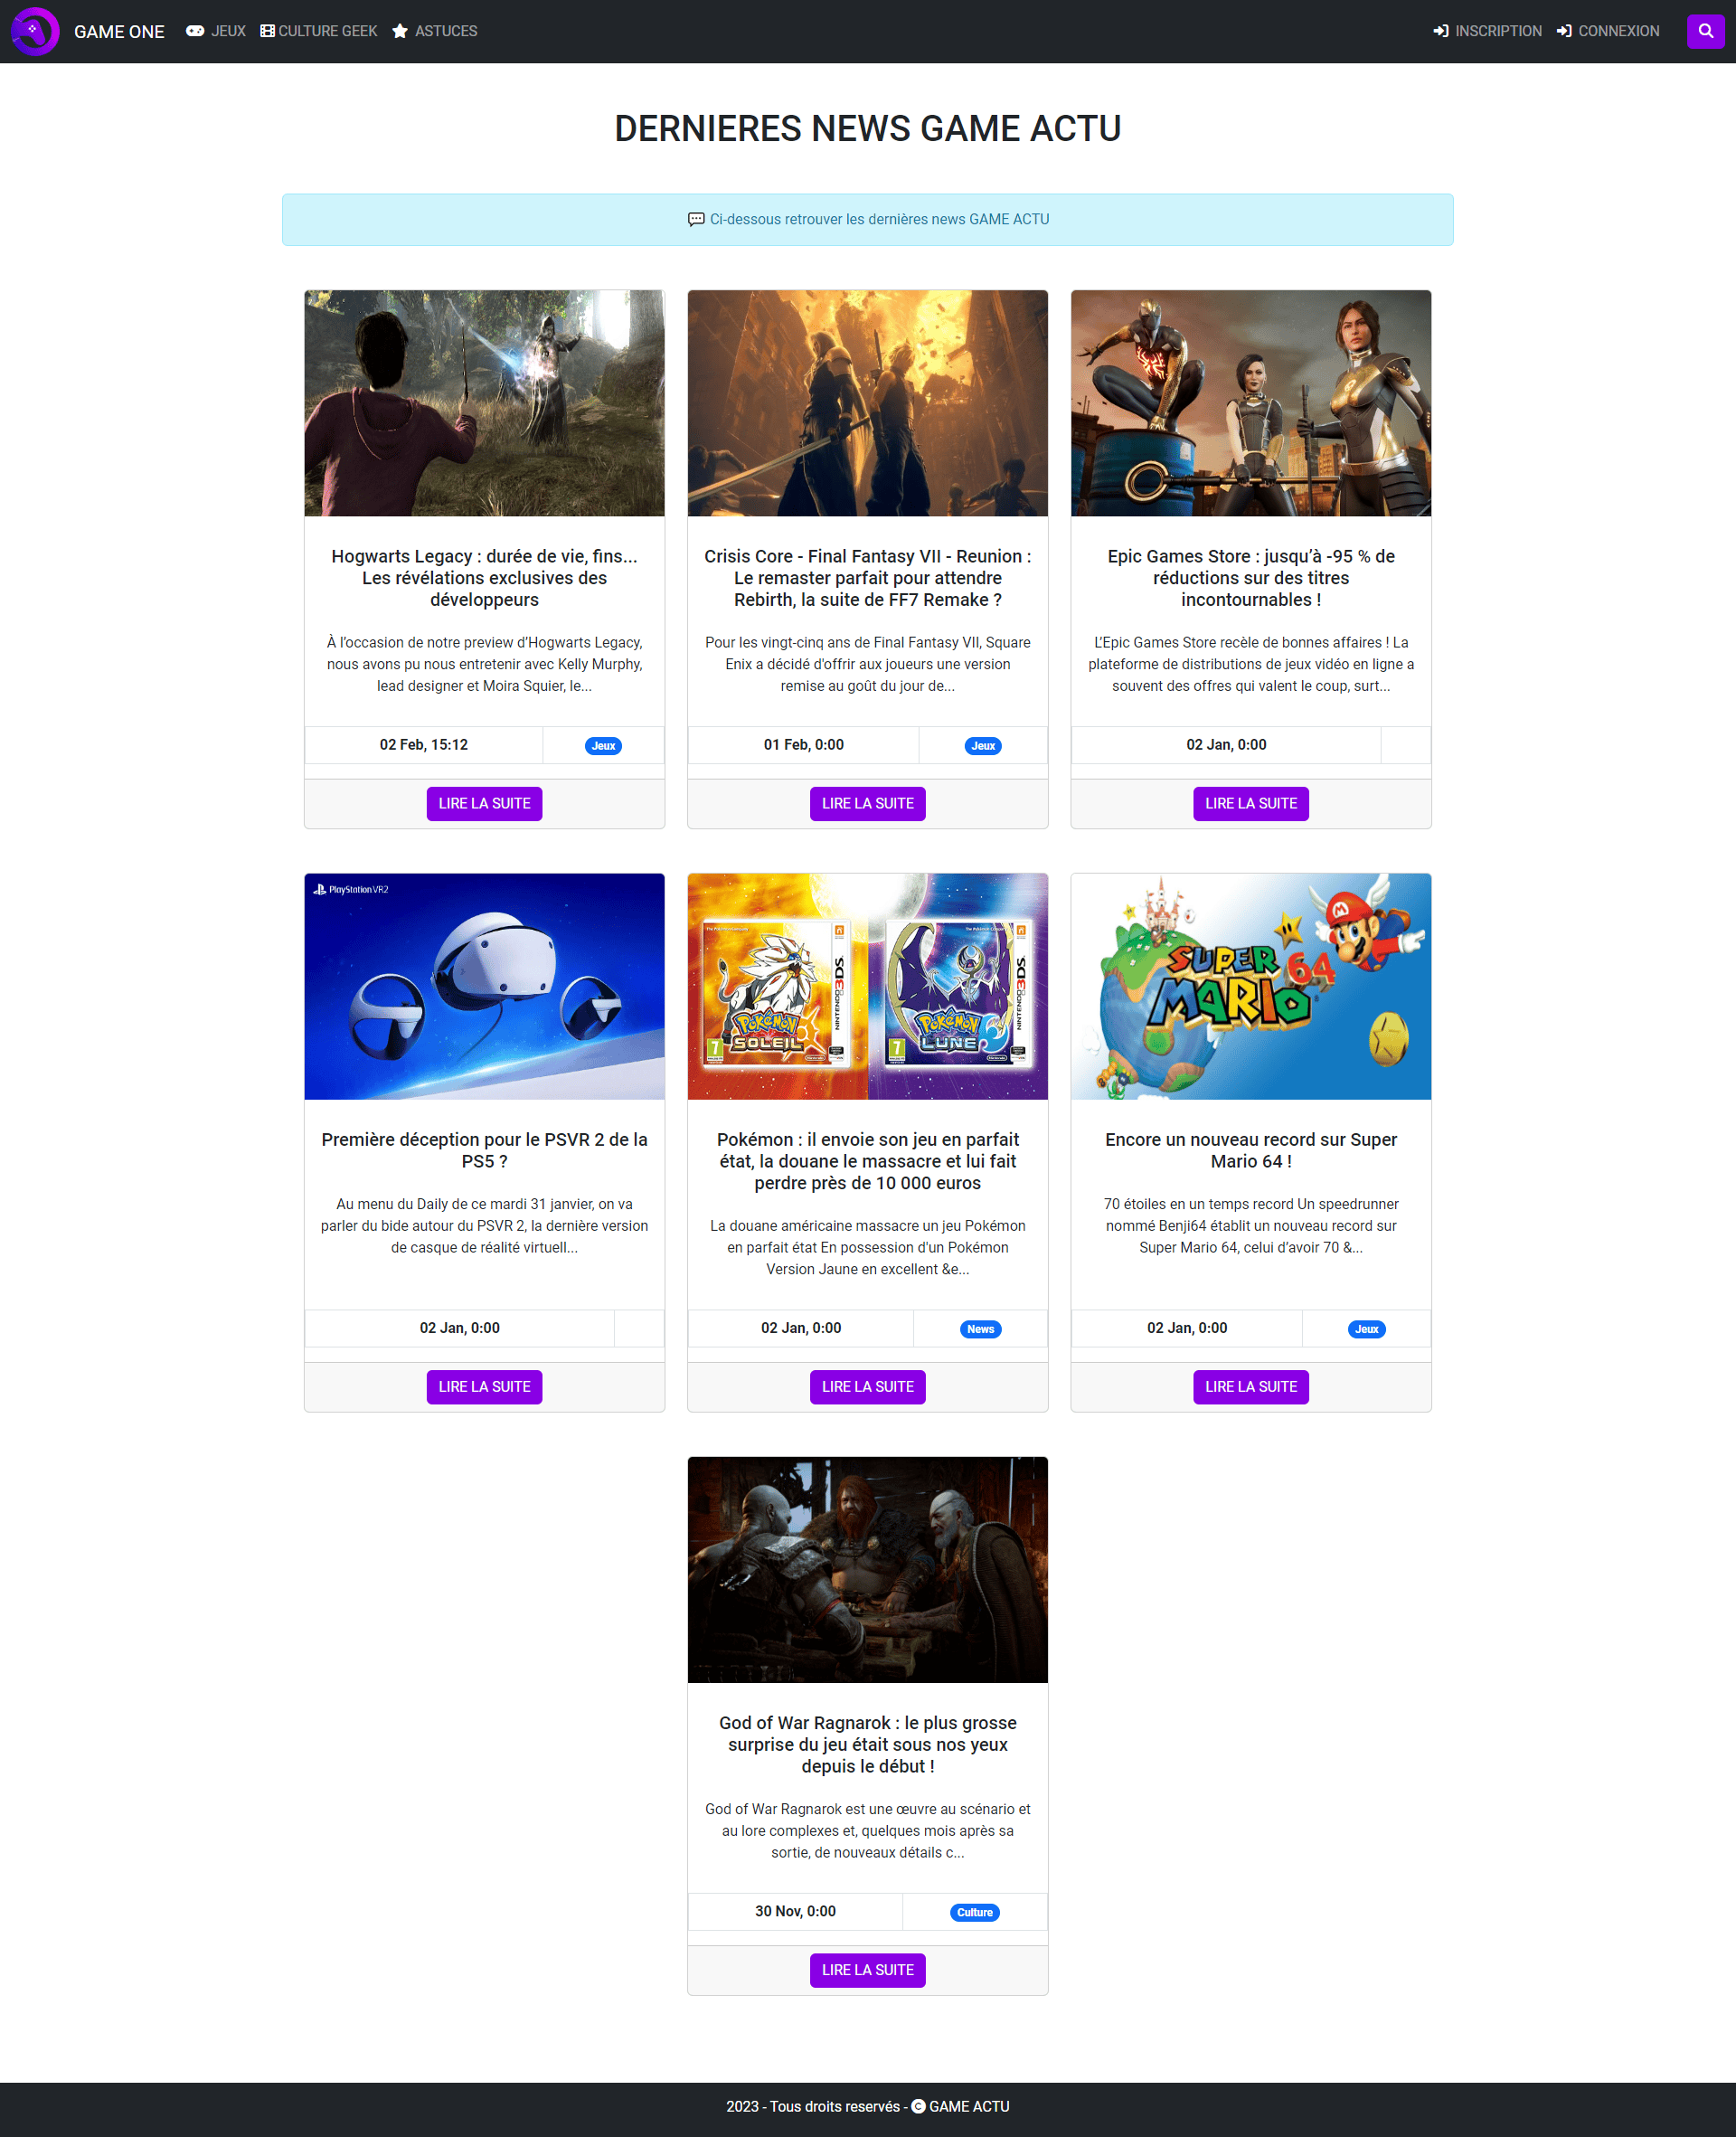 GAME ONE JEUX CULTURE GEEK ASTUCES INSCRIPTION CONNEXION
DERNIERES NEWS GAME ACTU
Ci-dessous retrouver les dernières news GAME ACTU
Hogwarts Legacy : durée de vie, fins...
Les révélations exclusives des
développeurs
À l'occasion de notre preview d'Hogwarts Legacy,
nous avons pu nous entretenir avec Kelly Murphy,
lead designer et Moira Squier, le...
02 Feb, 15:12 Jeux
LIRE LA SUITE
Crisis Core - Final Fantasy VII - Reunion :
Le remaster parfait pour attendre
Rebirth, la suite de FF7 Remake ?
Pour les vingt-cinq ans de Final Fantasy VII, Square
Enix a décidé d'offrir aux joueurs une version
remise au goût du jour de...
01 Feb, 0:00 Jeux
LIRE LA SUITE
Epic Games Store : jusqu'à -95 % de
réductions sur des titres
incontournables !
L'Epic Games Store recèle de bonnes affaires ! La
plateforme de distributions de jeux vidéo en ligne a
souvent des offres qui valent le coup, surt...
02 Jan, 0:00
LIRE LA SUITE
PlayStation VR2
Première déception pour le PSVR 2 de la
PS5 ?
Au menu du Daily de ce mardi 31 janvier, on va
parler du bide autour du PSVR 2, la dernière version
de casque de réalité virtuell...
02 Jan, 0:00
LIRE LA SUITE
NINTENDO 3DS
POKÉMON
SOLEIL
7
NINTENDO 3DS
POKÉMON
LUNE
7
Pokémon : il envoie son jeu en parfait
état, la douane le massacre et lui fait
perdre près de 10 000 euros
La douane américaine massacre un jeu Pokémon
en parfait état En possession d'un Pokémon
Version Jaune en excellent &e...
02 Jan, 0:00 News
LIRE LA SUITE
SUPER 64
MARIO
Encore un nouveau record sur Super
Mario 64 !
70 étoiles en un temps record Un speedrunner
nommé Benji64 établit un nouveau record sur
Super Mario 64, celui d'avoir 70 &...
02 Jan, 0:00 Jeux
LIRE LA SUITE
God of War Ragnarok : le plus grosse
surprise du jeu était sous nos yeux
depuis le début !
God of War Ragnarok est une œuvre au scénario et
au lore complexes et, quelques mois après sa
sortie, de nouveaux détails c...
30 Nov, 0:00 Culture
LIRE LA SUITE
2023 - Tous droits reservés - © GAME ACTU